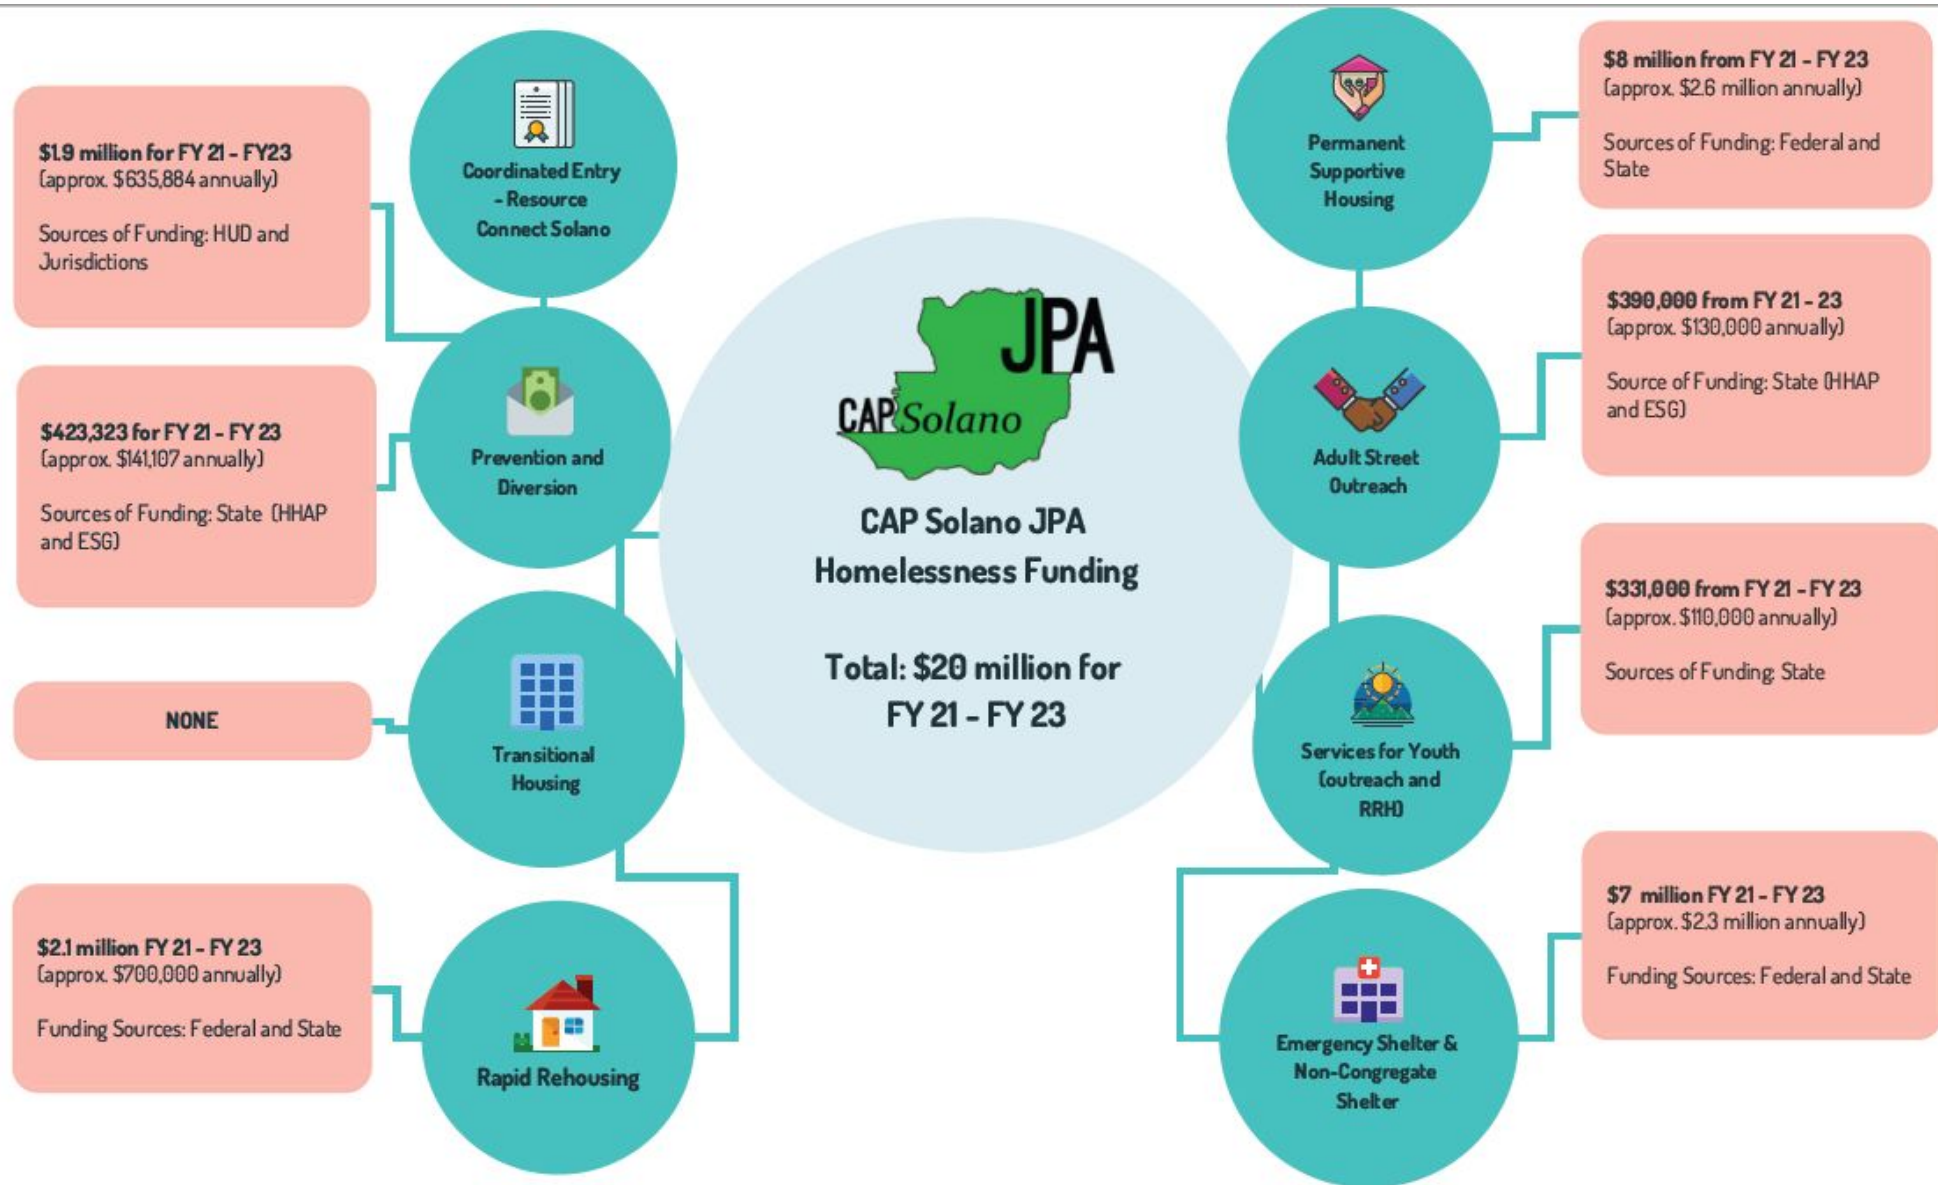 $1.9 million for FY 21 - FY23
(approx. $635,884 annually)
Sources of Funding: HUD and
Jurisdictions
Coordinated Entry
- Resource
Connect Solano
$423,323 for FY 21 - FY 23
(approx. $141,107 annually)
Sources of Funding: State (HHAP
and ESG)
Prevention and
Diversion
NONE
Transitional
Housing
$2.1 million FY 21 - FY 23
(approx. $700,000 annually)
Funding Sources: Federal and State
Rapid Rehousing
JPA
CAP Solano
CAP Solano JPA
Homelessness Funding
Total: $20 million for
FY 21 - FY 23
Permanent
Supportive
Housing
$8 million from FY 21 - FY 23
(approx. $2.6 million annually)
Sources of Funding: Federal and
State
Adult Street
Outreach
$390,000 from FY 21 - 23
(approx. $130,000 annually)
Source of Funding: State (HHAP
and ESG)
Services for Youth
(outreach and
RRH)
$331,000 from FY 21 - FY 23
(approx. $110,000 annually)
Sources of Funding: State
Emergency Shelter &
Non-Congregate
Shelter
$7 million FY 21 - FY 23
(approx. $2.3 million annually)
Funding Sources: Federal and State